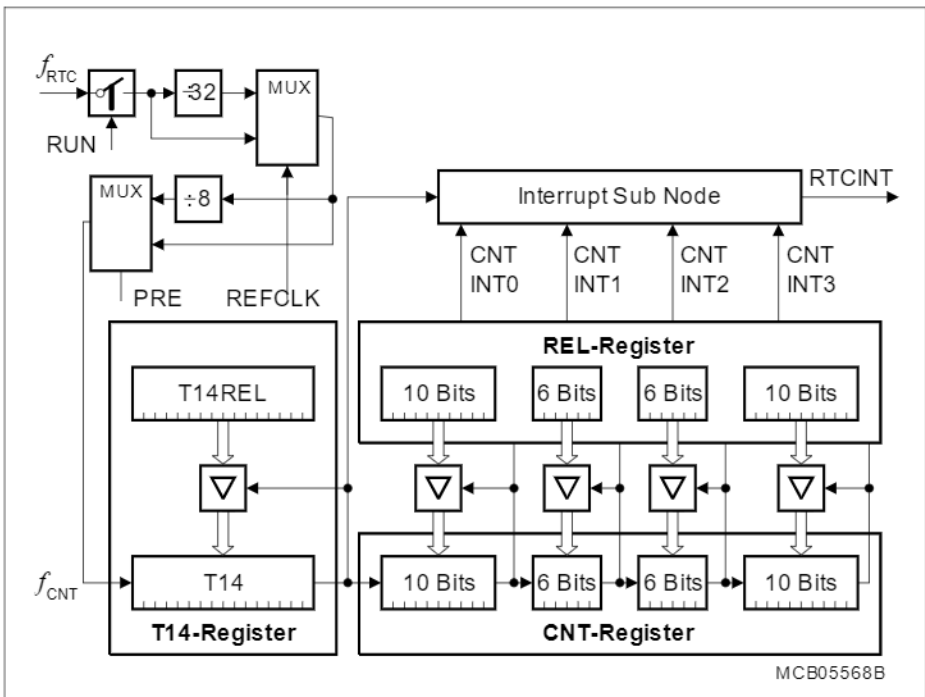 fRTC
÷32
MUX
RUN
MUX
÷8
Interrupt Sub Node
RTCINT
PRE
REFCLK
CNT INT0
CNT INT1
CNT INT2
CNT INT3
REL-Register
T14REL
10 Bits
6 Bits
6 Bits
10 Bits
fCNT
T14
10 Bits
6 Bits
6 Bits
10 Bits
T14-Register
CNT-Register
MCB05568B